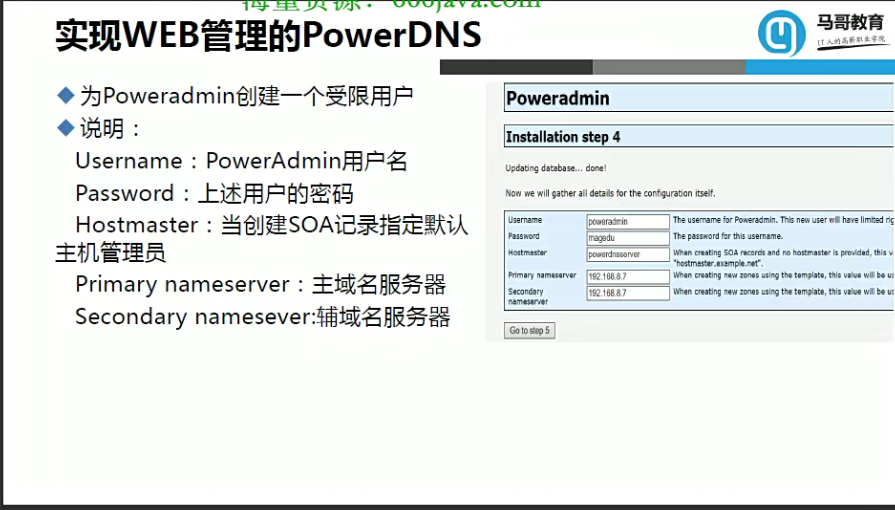 海量资源：666java.com
实现WEB管理的PowerDNS
马哥教育
IT人的高薪职业学院
◆为Poweradmin创建一个受限用户
◆说明：
Username：PowerAdmin用户名
Password：上述用户的密码
Hostmaster：当创建SOA记录指定默认
主机管理员
Primary nameserver：主域名服务器
Secondary namesever:辅域名服务器
Poweradmin
Installation step 4
Updating database... done!
Now we will gather all details for the configuration itself.
Username poweradmin The username for Poweradmin. This new user will have limited rig
Password magedu The password for this username.
Hostmaster powerdnsserver When creating SOA records and no hostmaster is provided, this va
"hostmaster.example.net".
Primary nameserver 192.168.8.7 When creating new zones using the template, this value will be us
Secondary 192.168.8.7 When creating new zones using the template, this value will be us
nameserver
Go to step 5